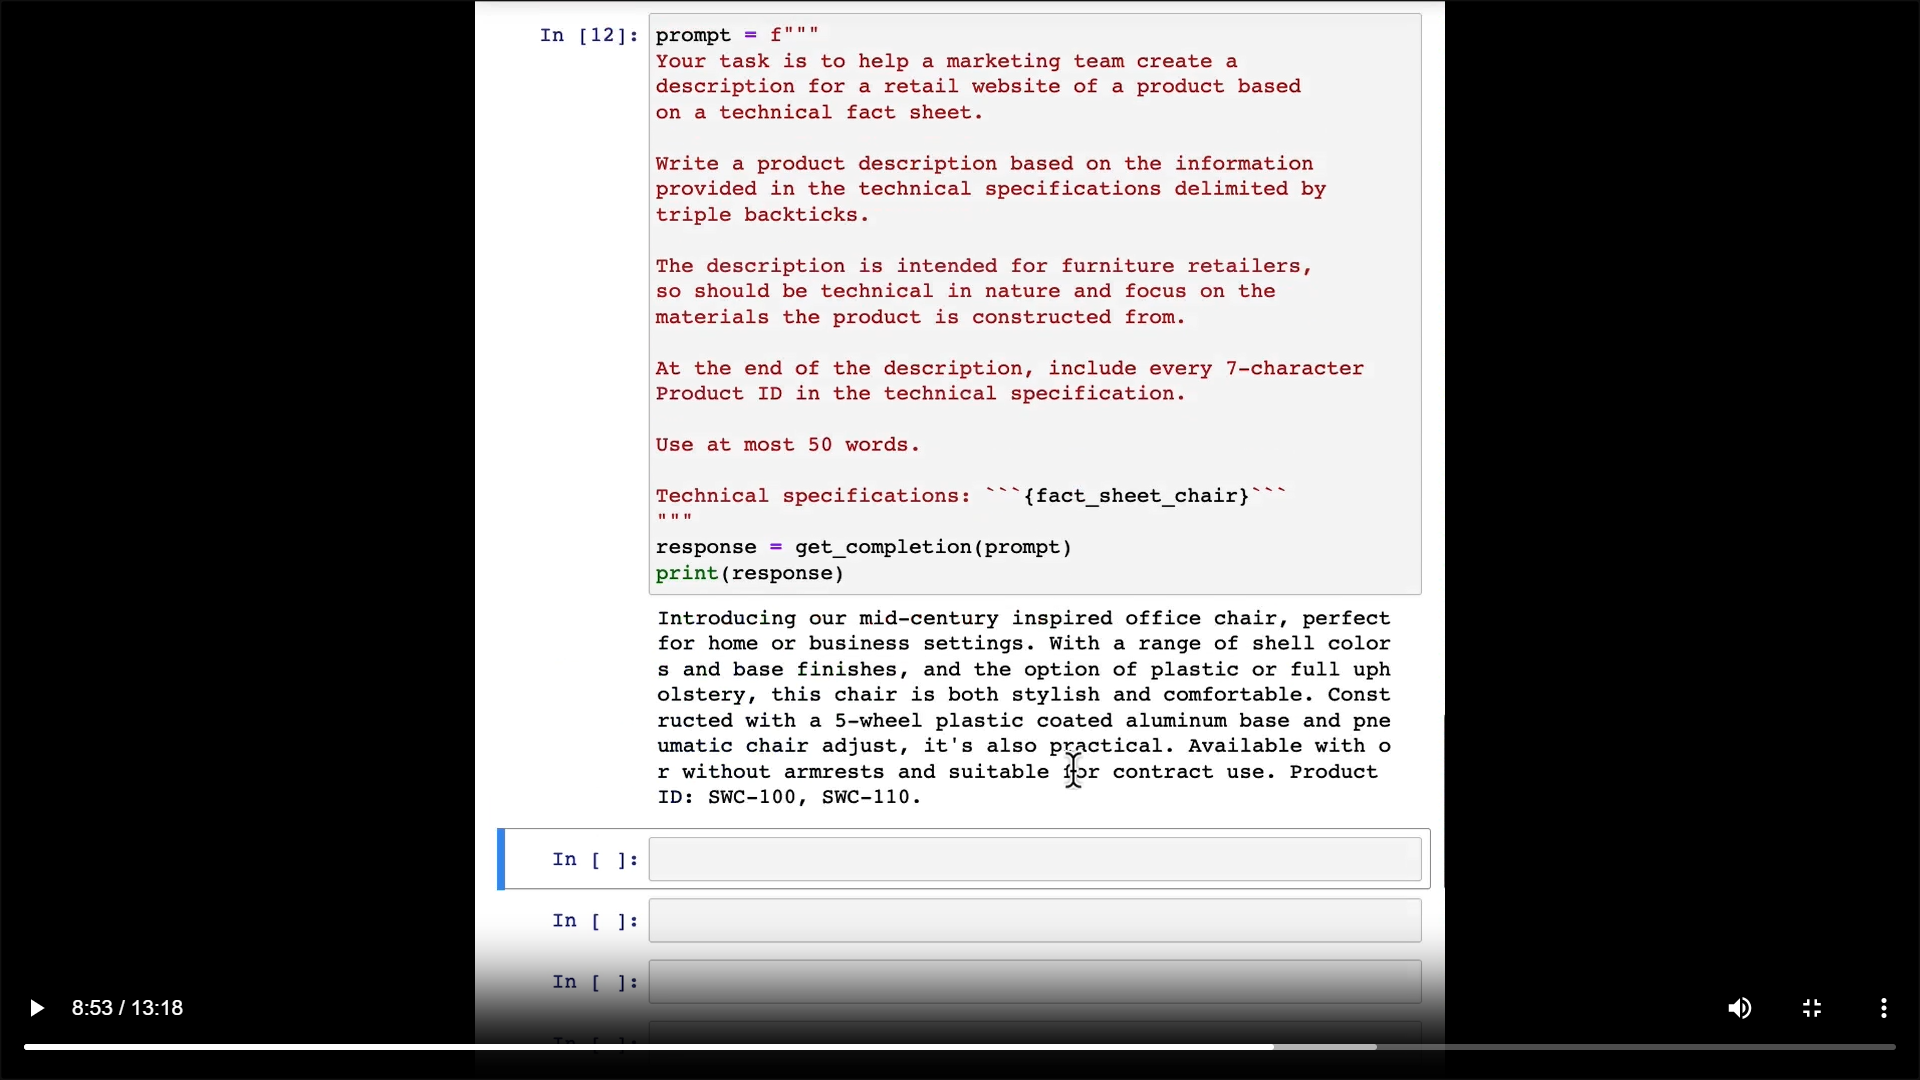 In [12]: prompt = f"""
Your task is to help a marketing team create a
description for a retail website of a product based
on a technical fact sheet.
Write a product description based on the information
provided in the technical specifications delimited by
triple backticks.
The description is intended for furniture retailers,
so should be technical in nature and focus on the
materials the product is constructed from.
At the end of the description, include every 7-character
Product ID in the technical specification.
Use at most 50 words.
Technical specifications: ```{fact_sheet_chair}```
"""
response = get_completion(prompt)
print(response)
Introducing our mid-century inspired office chair, perfect
for home or business settings. With a range of shell color
s and base finishes, and the option of plastic or full uph
olstery, this chair is both stylish and comfortable. Const
ructed with a 5-wheel plastic coated aluminum base and pne
umatic chair adjust, it's also practical. Available with o
r without armrests and suitable for contract use. Product
ID: SWC-100, SWC-110.
In [ ]:
In [ ]:
In [ ]:
8:53 / 13:18
In [ ]: